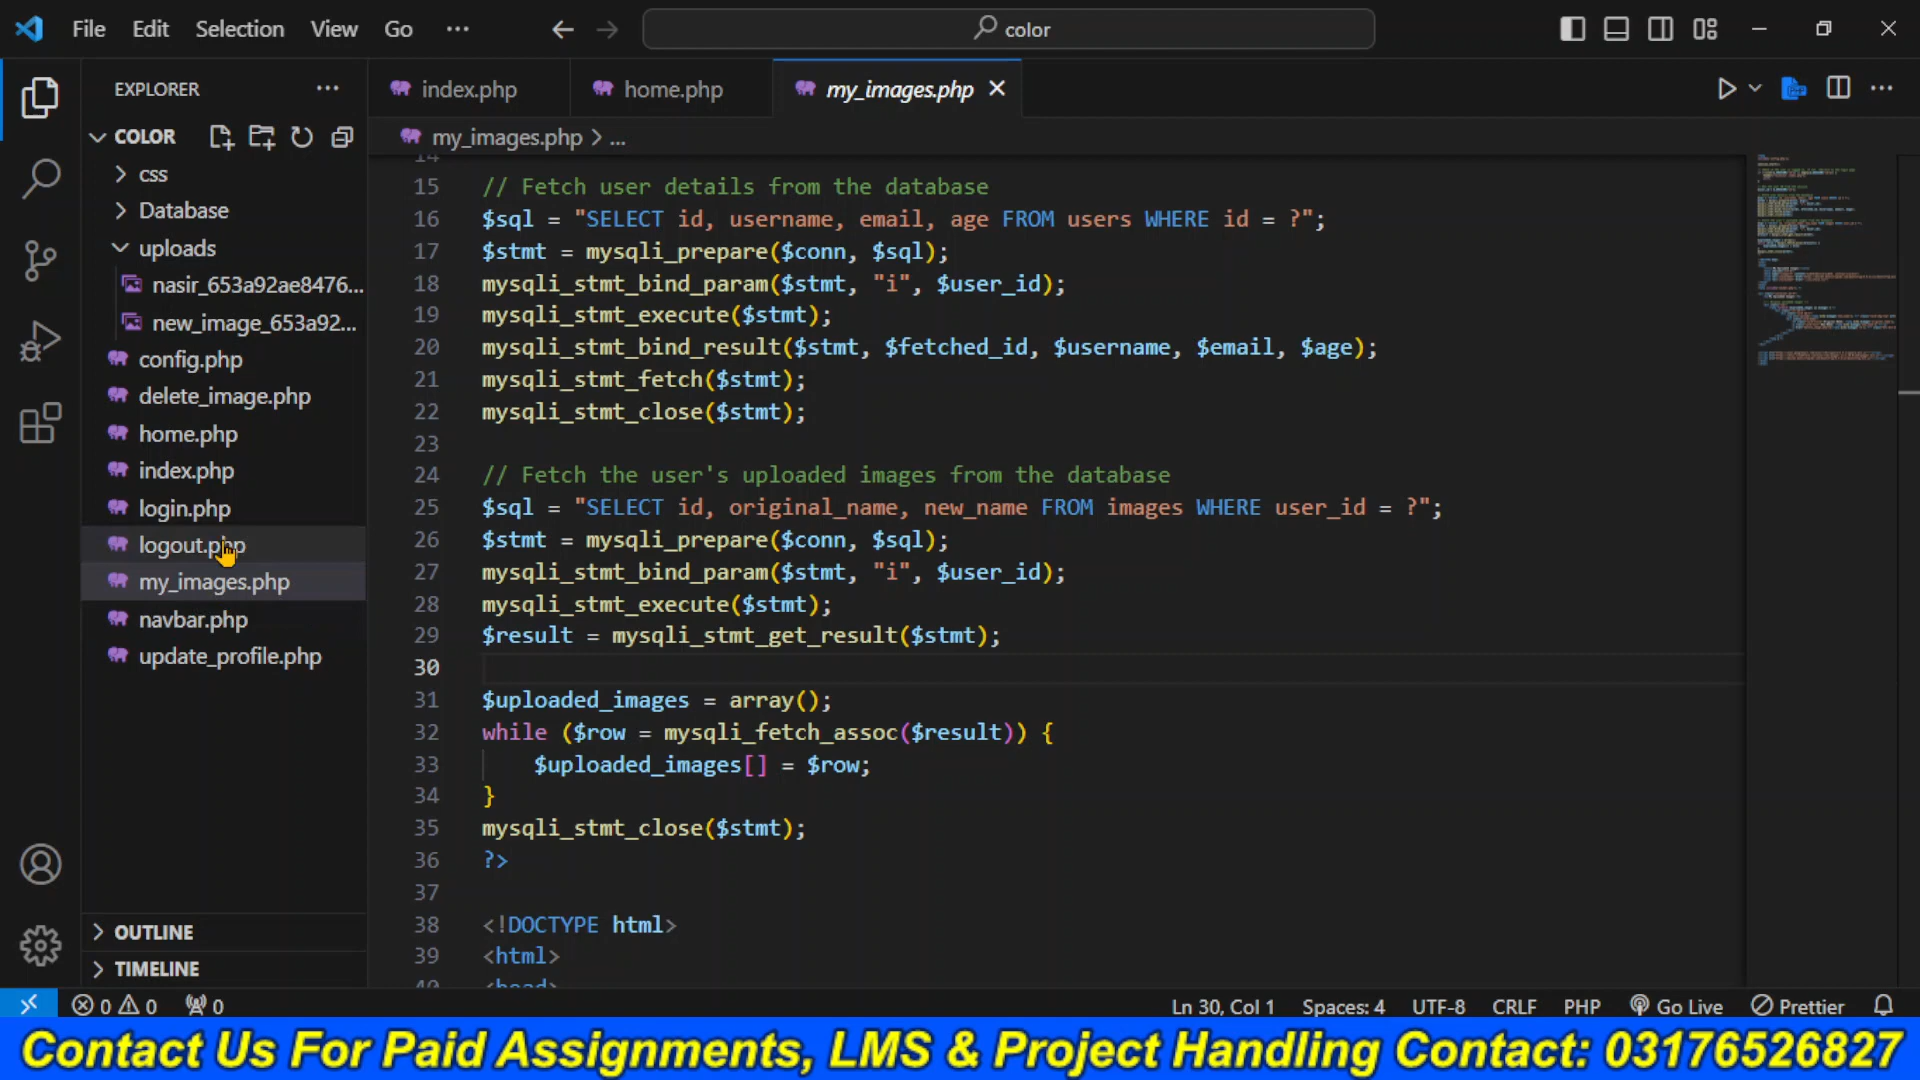 File Edit Selection View Go ···
color
EXPLORER ···
COLOR
css
Database
uploads
nasir_653a92ae8476...
new_image_653a92...
config.php
delete_image.php
home.php
index.php
login.php
logout.php
my_images.php
navbar.php
update_profile.php
OUTLINE
TIMELINE
index.php home.php my_images.php
my_images.php > ...
14
15 // Fetch user details from the database
16 $sql = "SELECT id, username, email, age FROM users WHERE id = ?";
17 $stmt = mysqli_prepare($conn, $sql);
18 mysqli_stmt_bind_param($stmt, "i", $user_id);
19 mysqli_stmt_execute($stmt);
20 mysqli_stmt_bind_result($stmt, $fetched_id, $username, $email, $age);
21 mysqli_stmt_fetch($stmt);
22 mysqli_stmt_close($stmt);
23
24 // Fetch the user's uploaded images from the database
25 $sql = "SELECT id, original_name, new_name FROM images WHERE user_id = ?";
26 $stmt = mysqli_prepare($conn, $sql);
27 mysqli_stmt_bind_param($stmt, "i", $user_id);
28 mysqli_stmt_execute($stmt);
29 $result = mysqli_stmt_get_result($stmt);
30
31 $uploaded_images = array();
32 while ($row = mysqli_fetch_assoc($result)) {
33 $uploaded_images[] = $row;
34 }
35 mysqli_stmt_close($stmt);
36 ?>
37
38 <!DOCTYPE html>
39 <html>
40 <head>
0 0 0 Ln 30, Col 1 Spaces: 4 UTF-8 CRLF PHP Go Live Prettier
Contact Us For Paid Assignments, LMS & Project Handling Contact: 03176526827